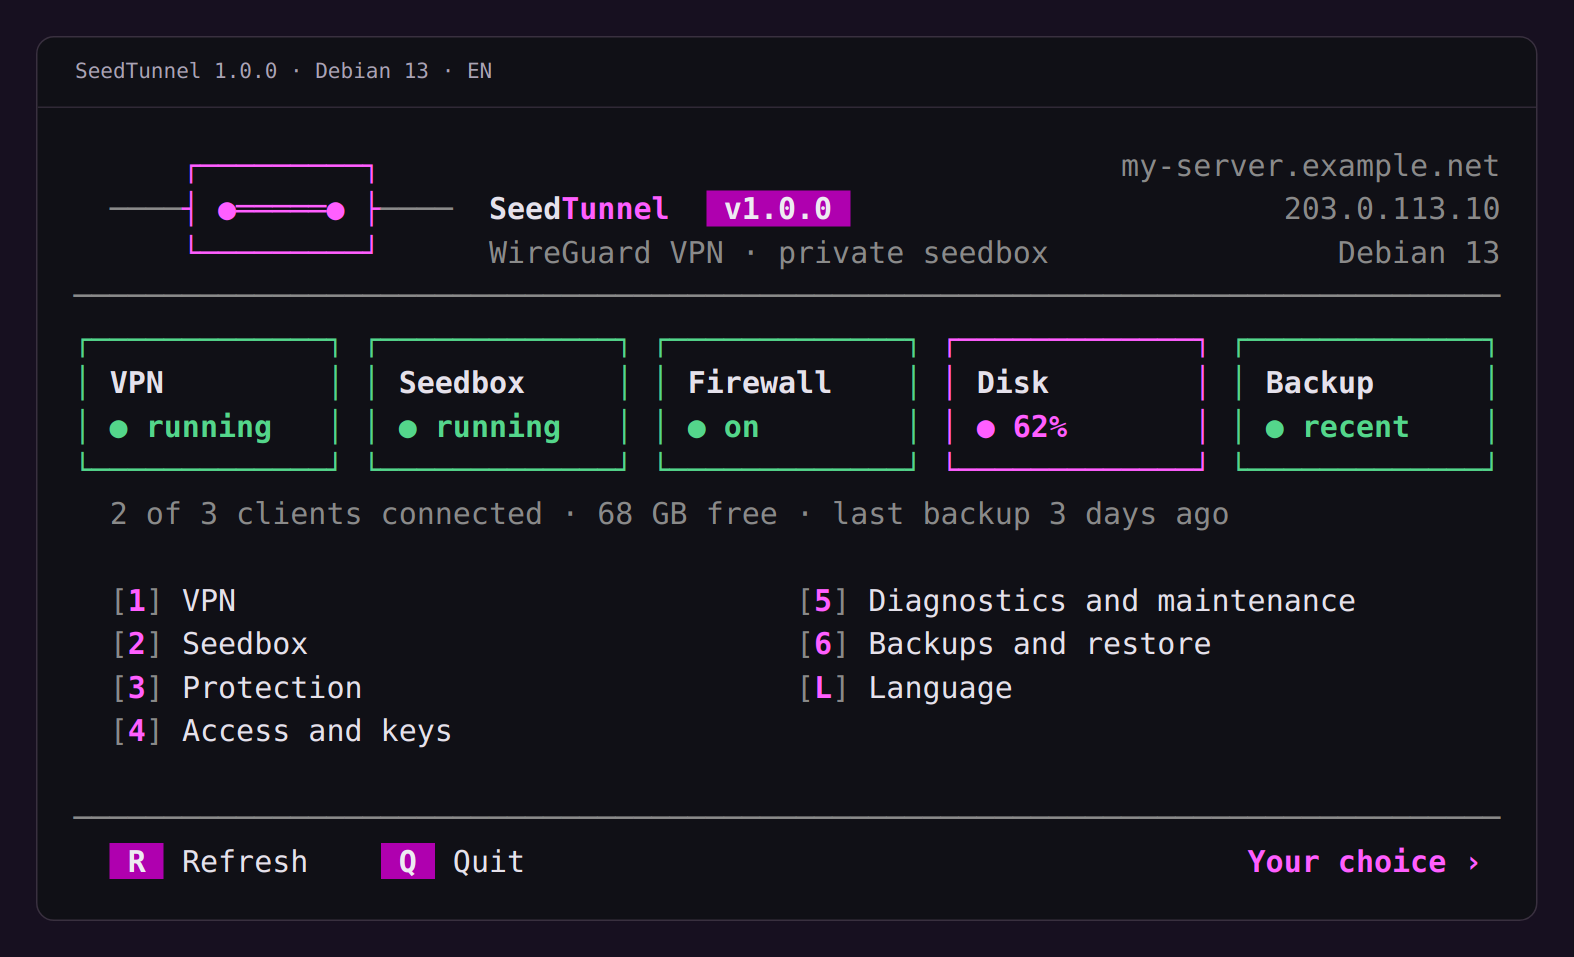 SeedTunnel 1.0.0 · Debian 13 · EN
my-server.example.net
SeedTunnel v1.0.0 203.0.113.10
WireGuard VPN · private seedbox Debian 13
VPN Seedbox Firewall Disk Backup
● running ● running ● on ● 62% ● recent
2 of 3 clients connected · 68 GB free · last backup 3 days ago
[1] VPN [5] Diagnostics and maintenance
[2] Seedbox [6] Backups and restore
[3] Protection [L] Language
[4] Access and keys
R Refresh Q Quit Your choice ›